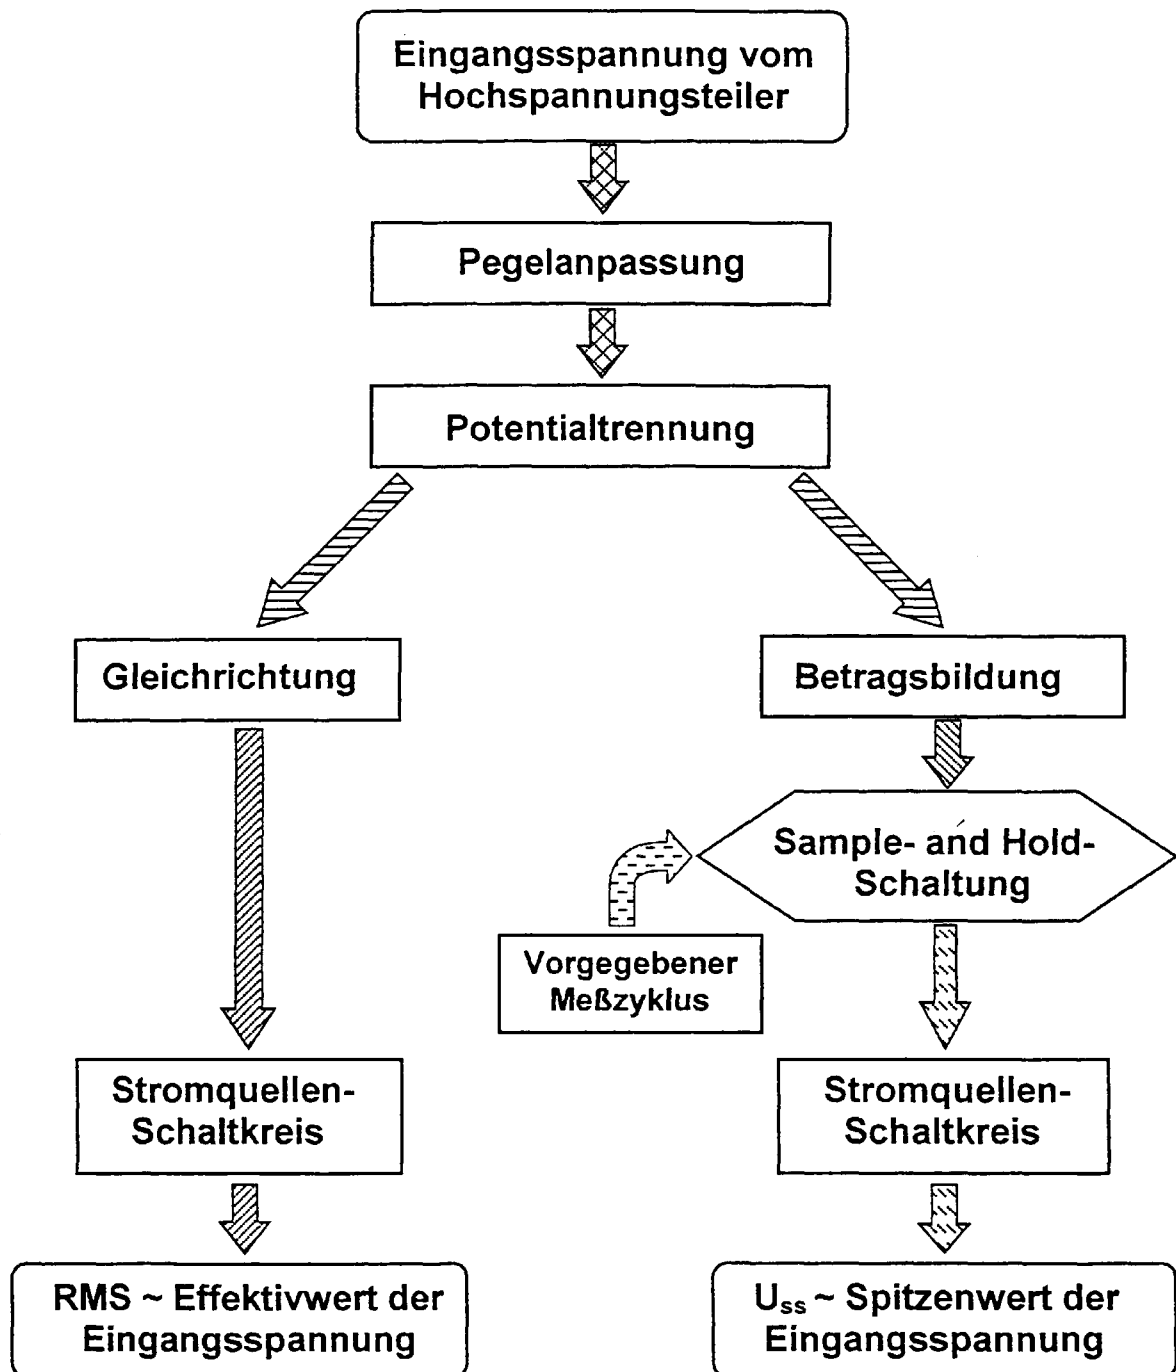 Eingangsspannung vom
Hochspannungsteiler
Pegelanpassung
Potentialtrennung
Gleichrichtung
Betragsbildung
Sample- and Hold-
Schaltung
Vorgegebener
Meßzyklus
Stromquellen-
Schaltkreis
Stromquellen-
Schaltkreis
RMS ~ Effektivwert der
Eingangsspannung
Uss ~ Spitzenwert der
Eingangsspannung